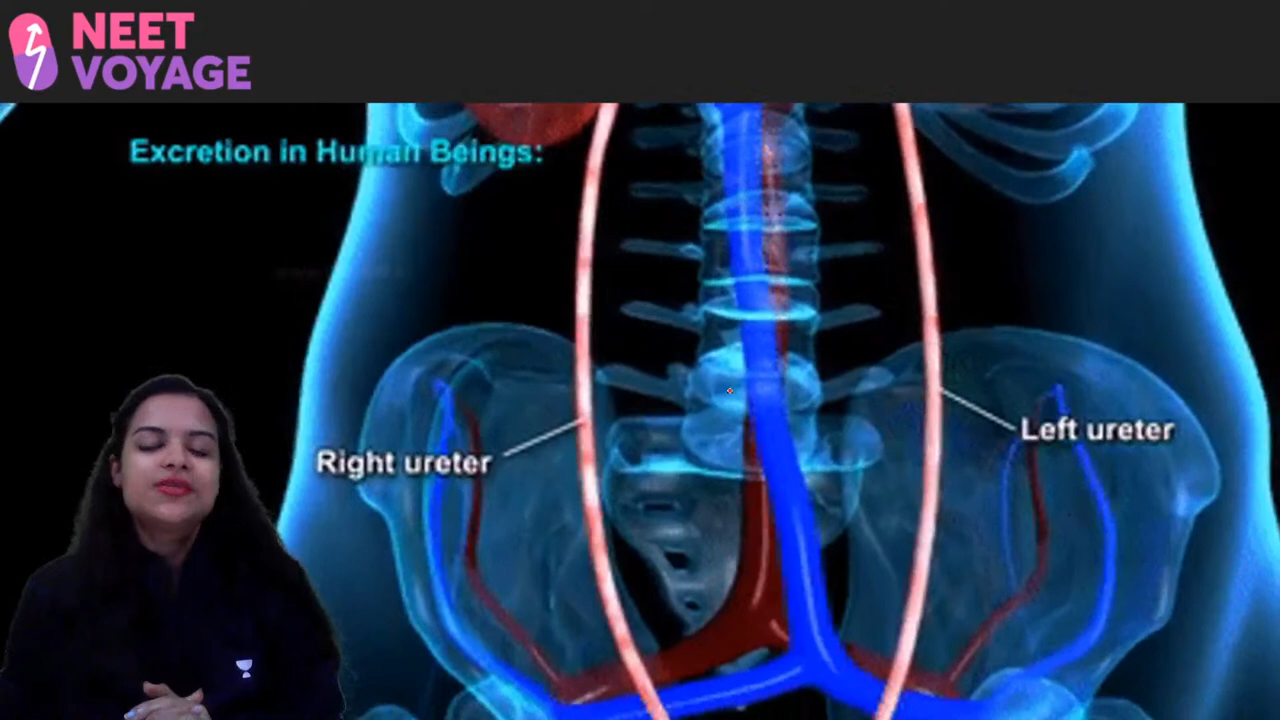 NEET
VOYAGE
Excretion in Human Beings:
Left ureter
Right ureter